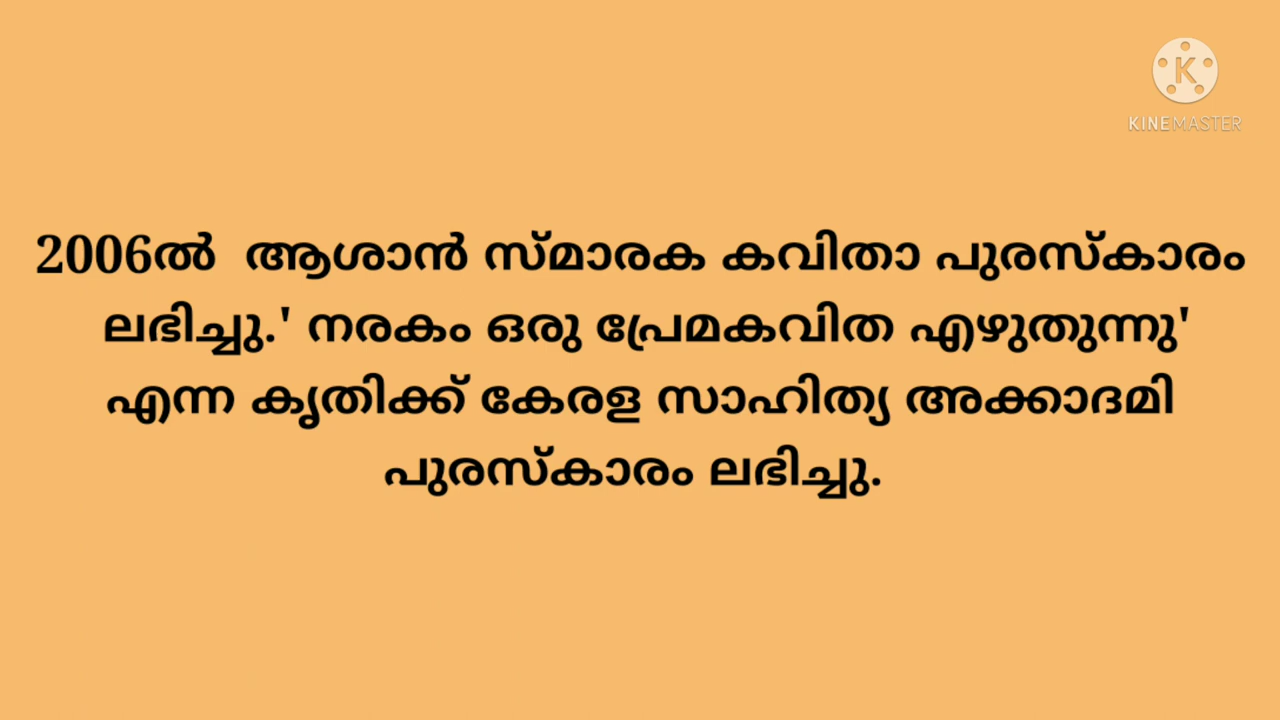 KINEMASTER
2006ൽ ആശാൻ സ്മാരക കവിതാ പുരസ്കാരം
ലഭിച്ചു.' നരകം ഒരു പ്രേമകവിത എഴുതുന്നു'
എന്ന കൃതിക്ക് കേരള സാഹിത്യ അക്കാദമി
പുരസ്കാരം ലഭിച്ചു.